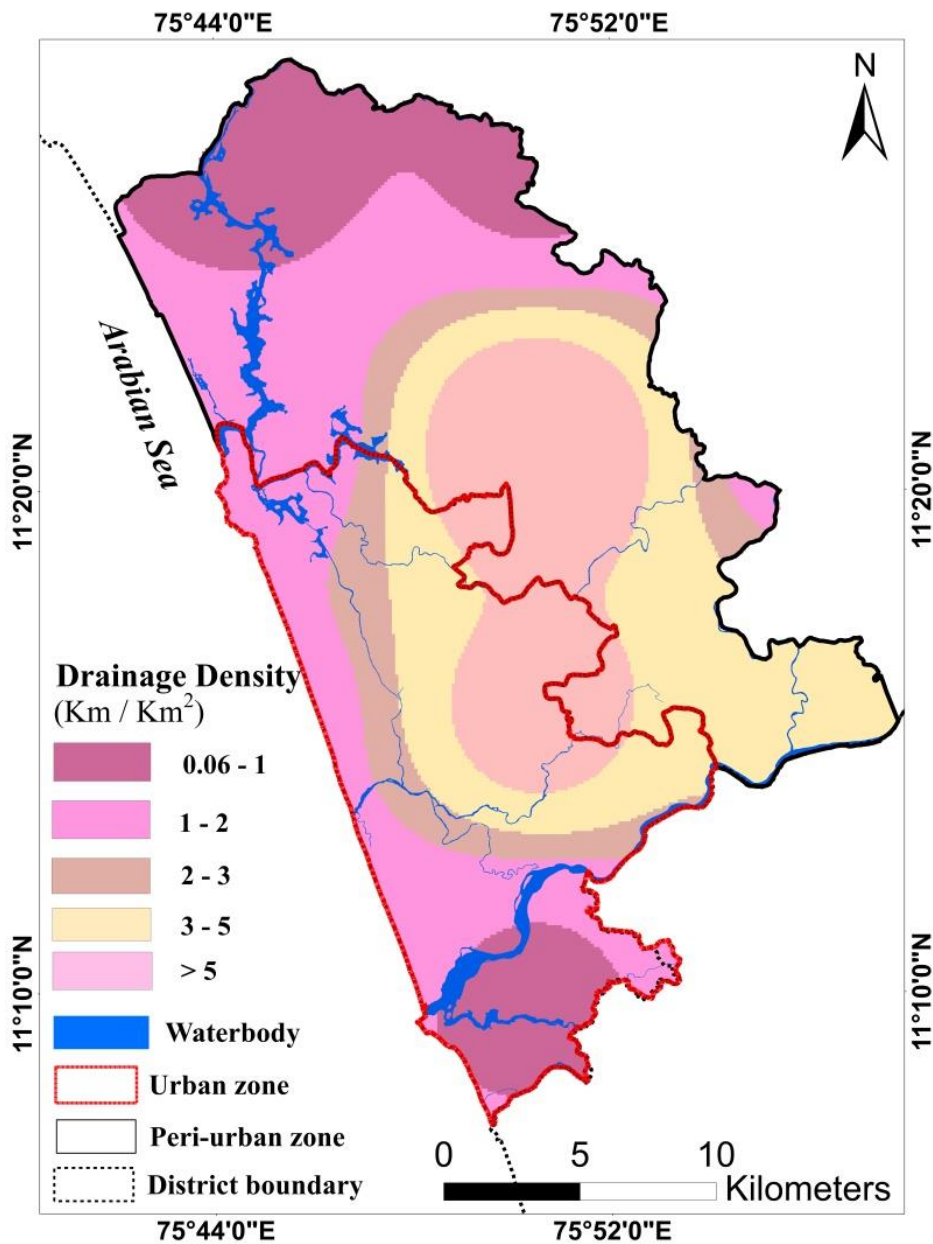 75°44'0"E
75°52'0"E
N
Arabian Sea
11°20'0"N
11°20'0"N
Drainage Density
(Km / Km²)
0.06 - 1
1 - 2
2 - 3
3 - 5
> 5
Waterbody
Urban zone
Peri-urban zone
District boundary
11°10'0"N
11°10'0"N
0 5 10
Kilometers
75°44'0"E
75°52'0"E